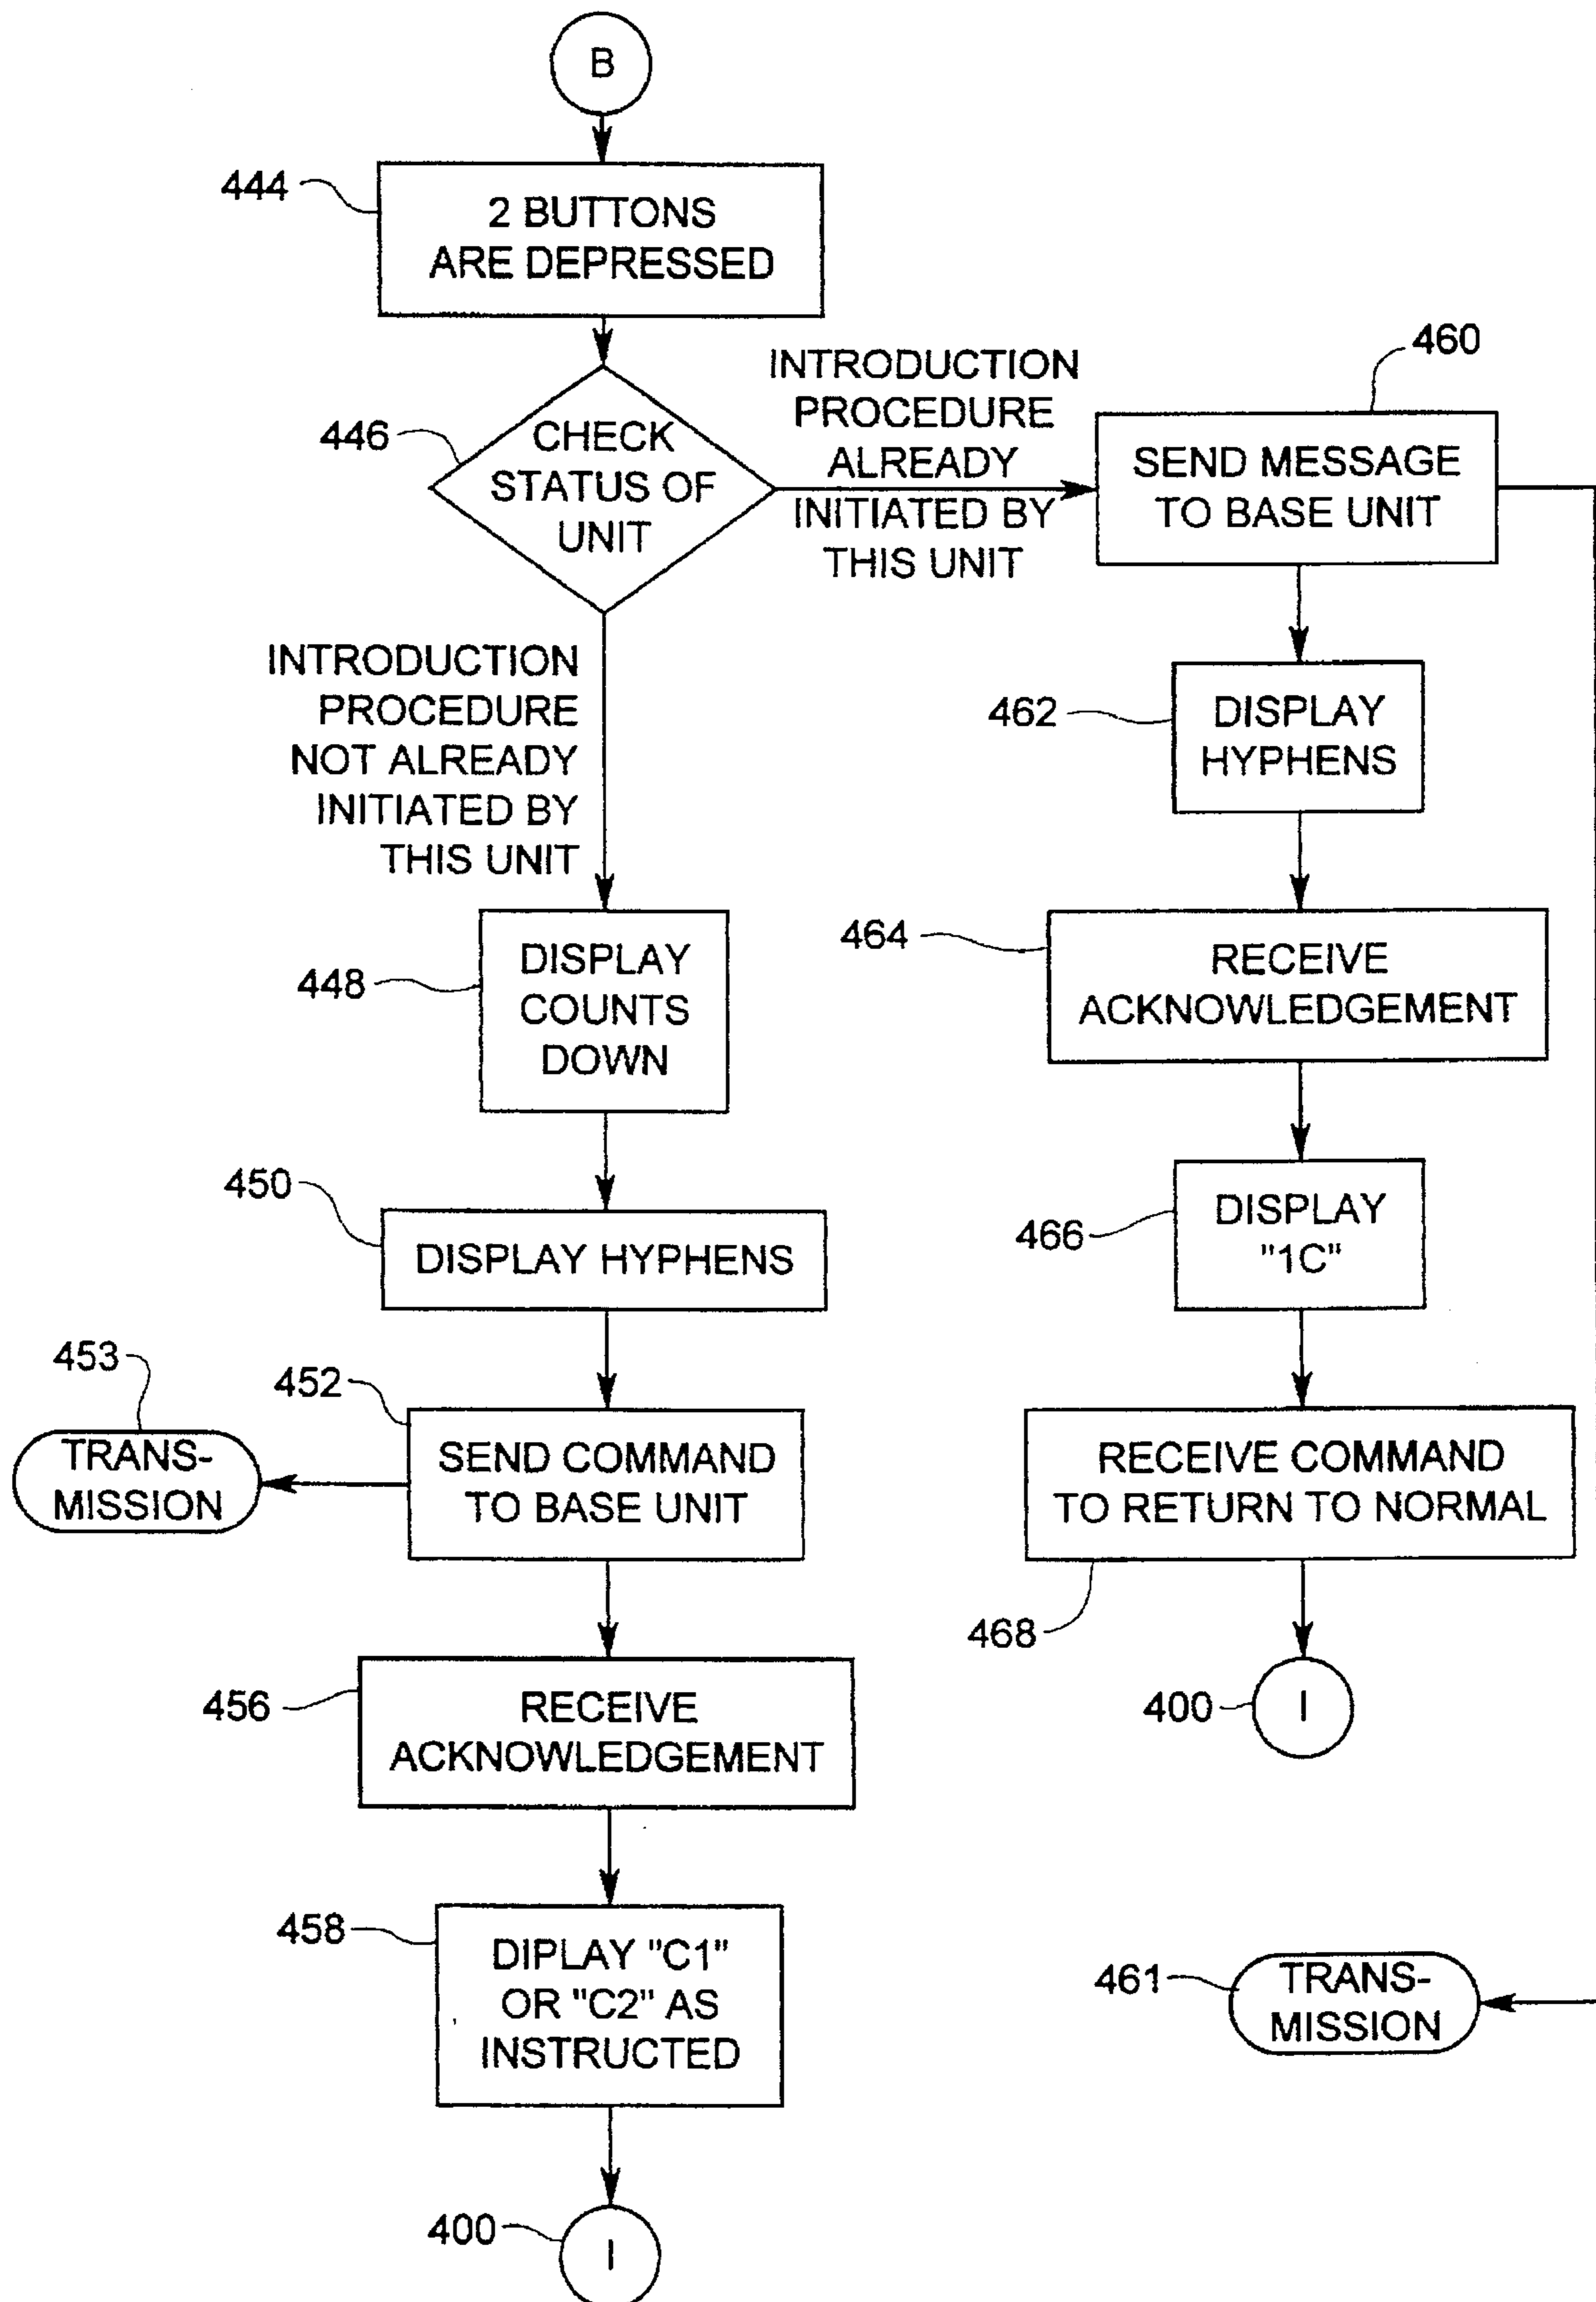 B
444
2 BUTTONS
ARE DEPRESSED
446
CHECK
STATUS OF
UNIT
INTRODUCTION
PROCEDURE
ALREADY
INITIATED BY
THIS UNIT
460
SEND MESSAGE
TO BASE UNIT
INTRODUCTION
PROCEDURE
NOT ALREADY
INITIATED BY
THIS UNIT
462
DISPLAY
HYPHENS
448
DISPLAY
COUNTS
DOWN
464
RECEIVE
ACKNOWLEDGEMENT
450
DISPLAY HYPHENS
466
DISPLAY
"1C"
453
TRANS-
MISSION
452
SEND COMMAND
TO BASE UNIT
RECEIVE COMMAND
TO RETURN TO NORMAL
468
456
RECEIVE
ACKNOWLEDGEMENT
400
I
458
DIPLAY "C1"
OR "C2" AS
INSTRUCTED
461
TRANS-
MISSION
400
I